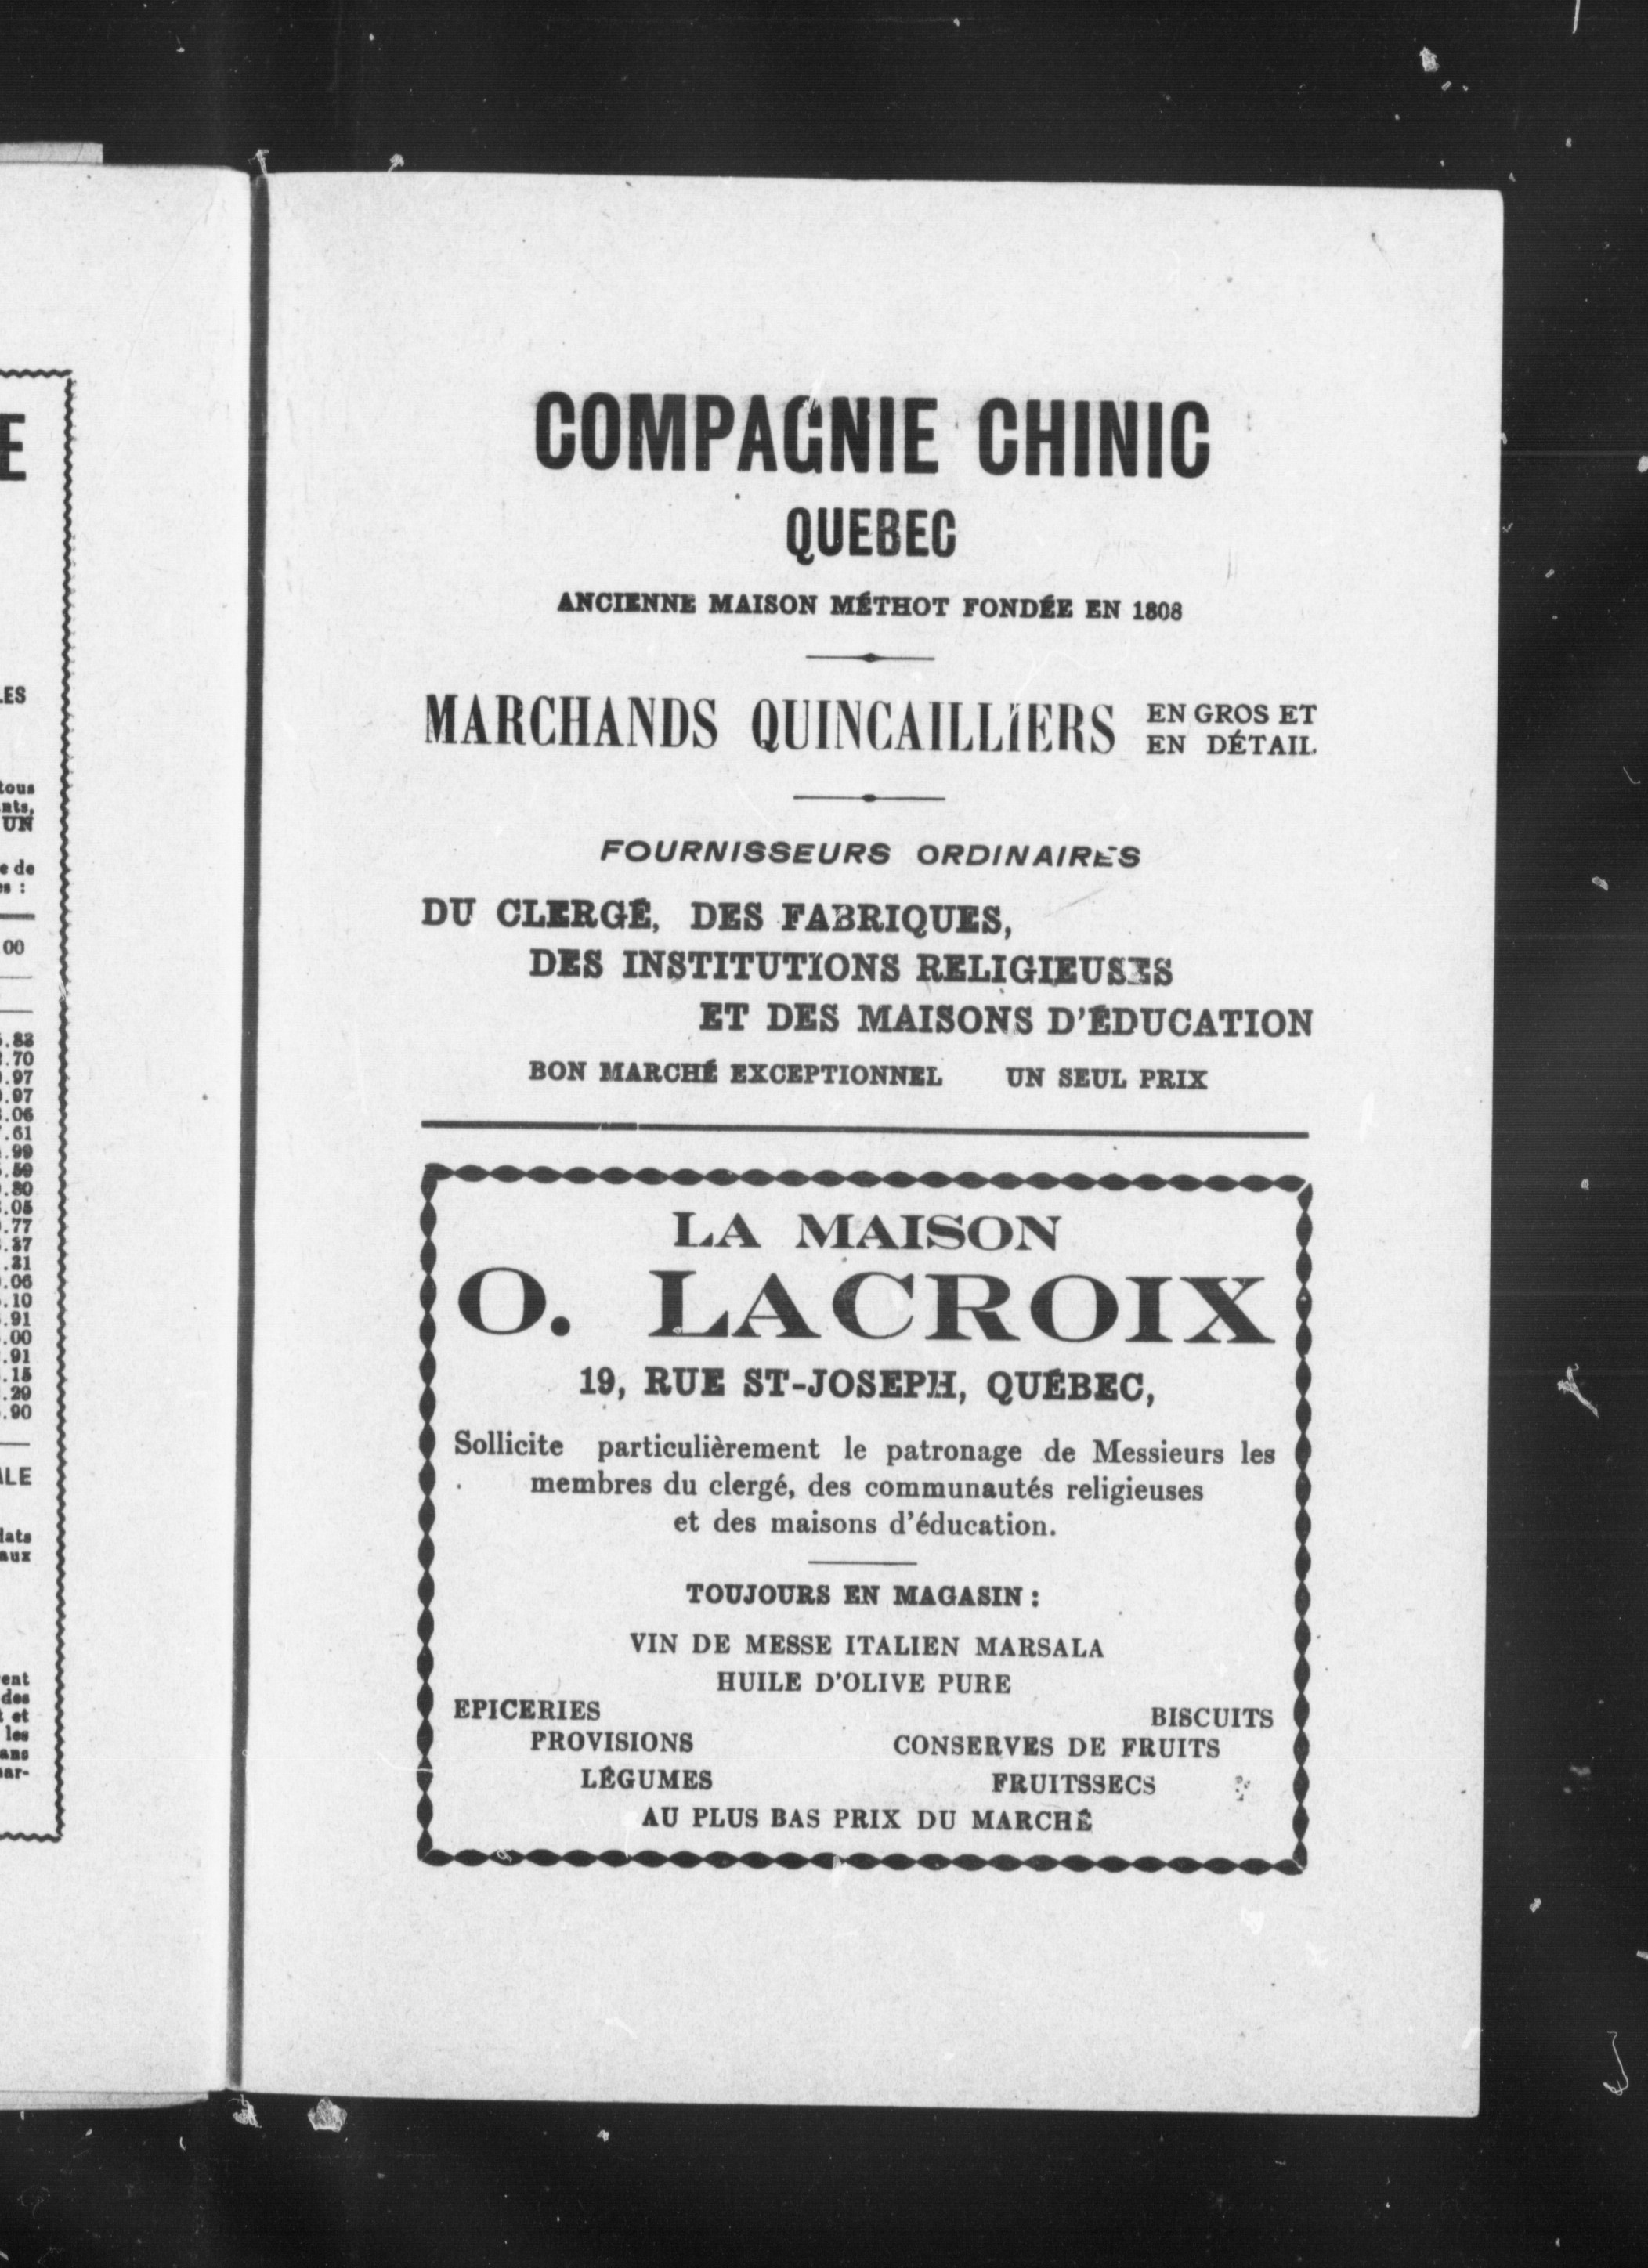 COMPAGNIE CHINIC
QUEBEC
ANCIENNE MAISON MÉTHOT FONDÉE EN 1808
MARCHANDS QUINCAILLIERS EN GROS ET
EN DÉTAIL
FOURNISSEURS ORDINAIRES
DU CLERGÉ, DES FABRIQUES,
DES INSTITUTIONS RELIGIEUSES
ET DES MAISONS D'ÉDUCATION
BON MARCHÉ EXCEPTIONNEL UN SEUL PRIX
LA MAISON
O. LACROIX
19, RUE ST-JOSEPH, QUÉBEC,
Sollicite particulièrement le patronage de Messieurs les
membres du clergé, des communautés religieuses
et des maisons d'éducation.
TOUJOURS EN MAGASIN :
VIN DE MESSE ITALIEN MARSALA
HUILE D'OLIVE PURE
EPICERIES BISCUITS
PROVISIONS CONSERVES DE FRUITS
LÉGUMES FRUITSSECS
AU PLUS BAS PRIX DU MARCHÉ